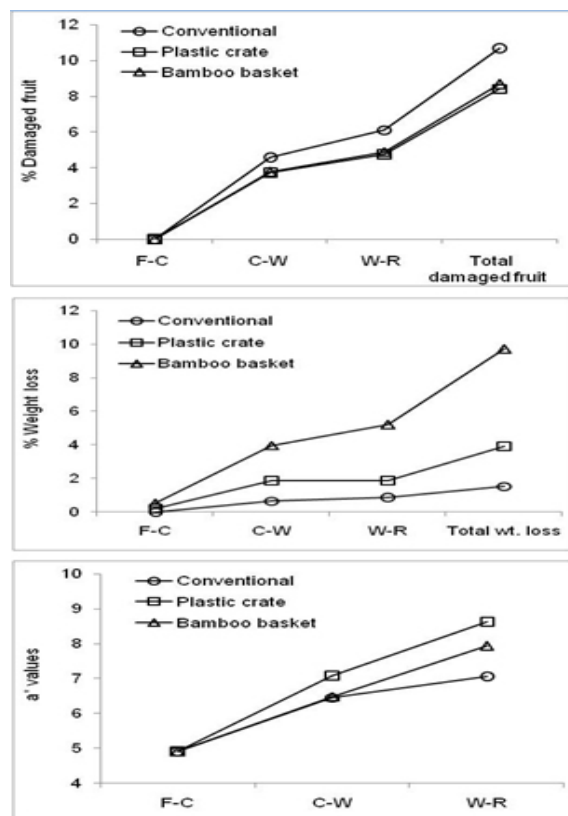 12
10
8
6
4
2
0
% Damaged fruit
Conventional
Plastic crate
Bamboo basket
F-C
C-W
W-R
Total
damaged fruit
12
10
8
6
4
2
0
% Weight loss
Conventional
Plastic crate
Bamboo basket
F-C
C-W
W-R
Total wt. loss
10
9
8
7
6
5
4
a* values
Conventional
Plastic crate
Bamboo basket
F-C
C-W
W-R